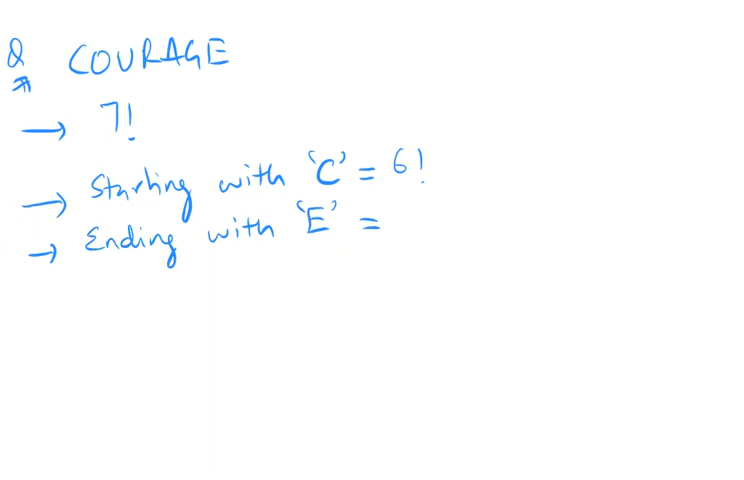 Q COURAGE
→ 7!
→ Starting with 'C' = 6!
→ Ending with 'E' =